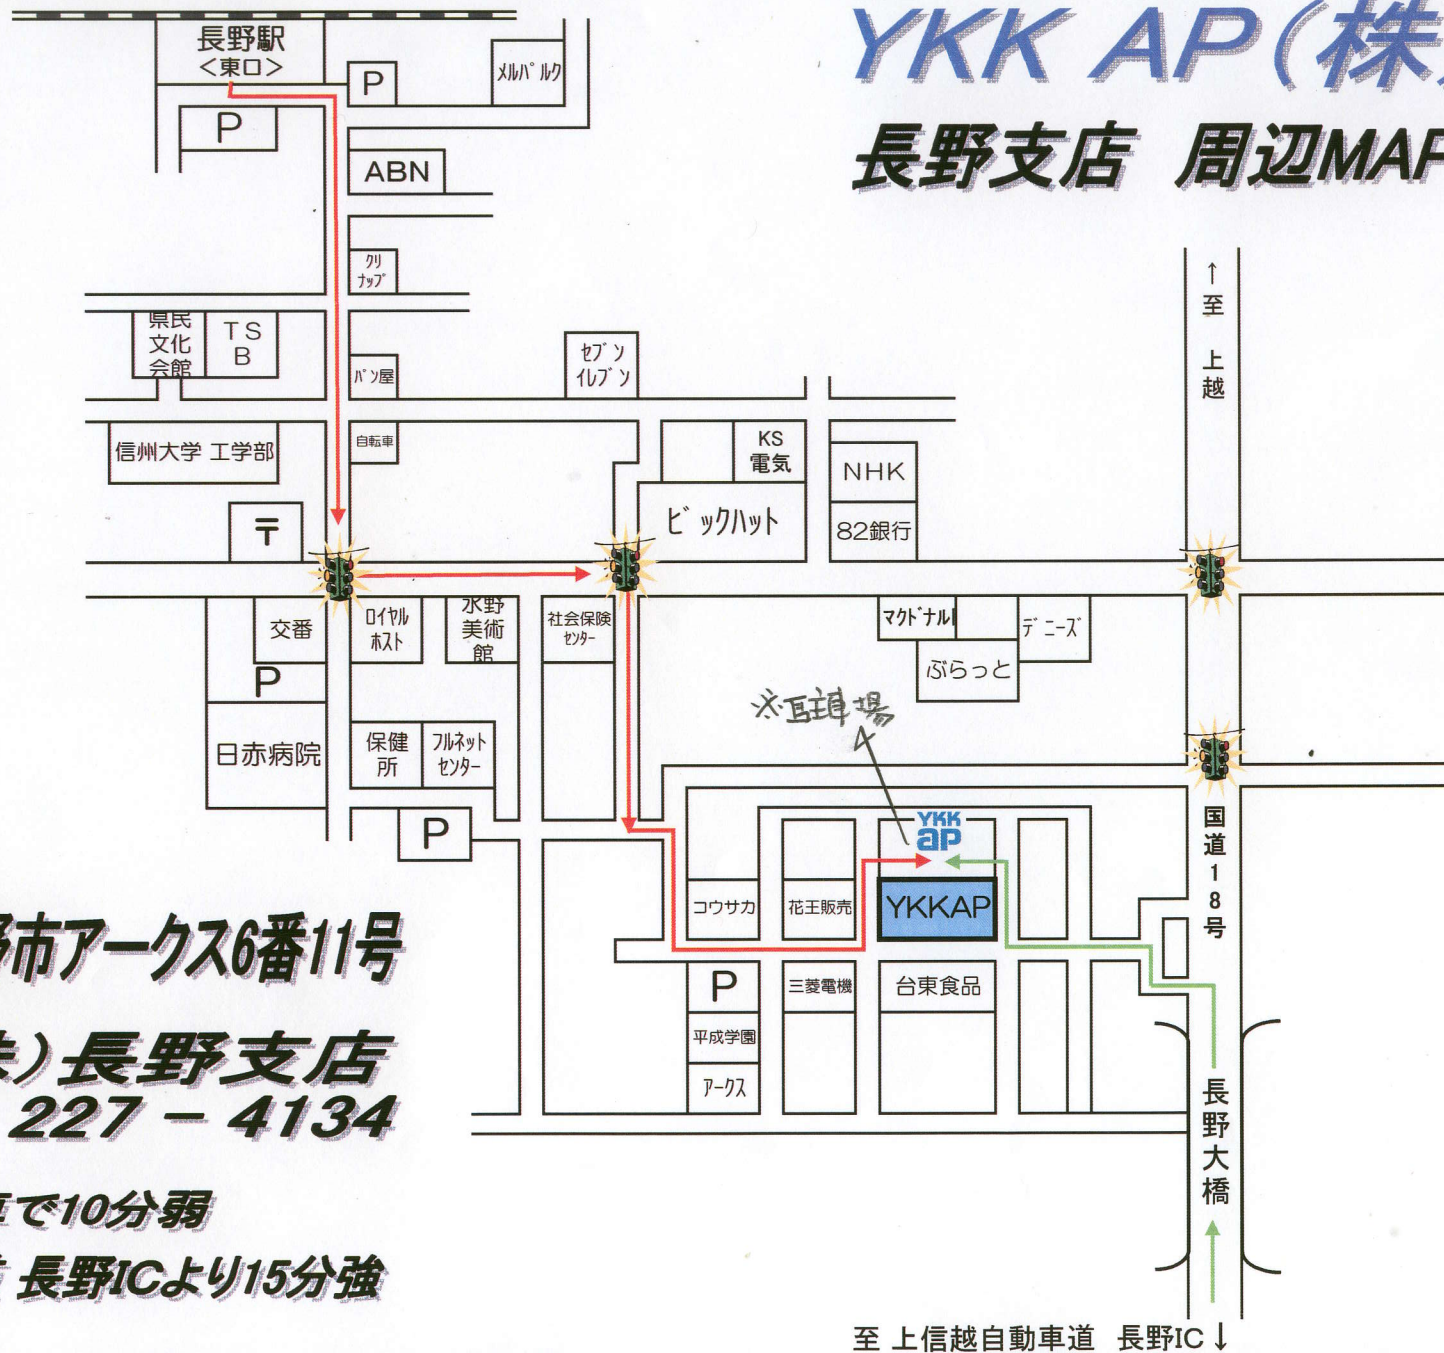 YKK AP（株
長野支店 周辺MAP
長野駅
<東口>
P
メルパルク
P
ABN
クリ
ナップ
県民
文化
会館
TS
B
パン屋
セブン
イレブン
↑
至
上
越
信州大学 工学部
自転車
KS
電気
NHK
〒
ビックハット
82銀行
交番
ロイヤル
ホスト
水野
美術
館
社会保険
センター
マクドナル
デニーズ
ぶらっと
P
※駐車場
日赤病院
保健
所
フルネット
センター
P
YKK
ap
国
道
1
8
号
コウサカ
花王販売
YKKAP
野市アークス6番11号
P
三菱電機
台東食品
平成学園
アークス
株）長野支店
227－4134
長
野
大
橋
車で10分弱
長野ICより15分強
至 上信越自動車道 長野IC↓